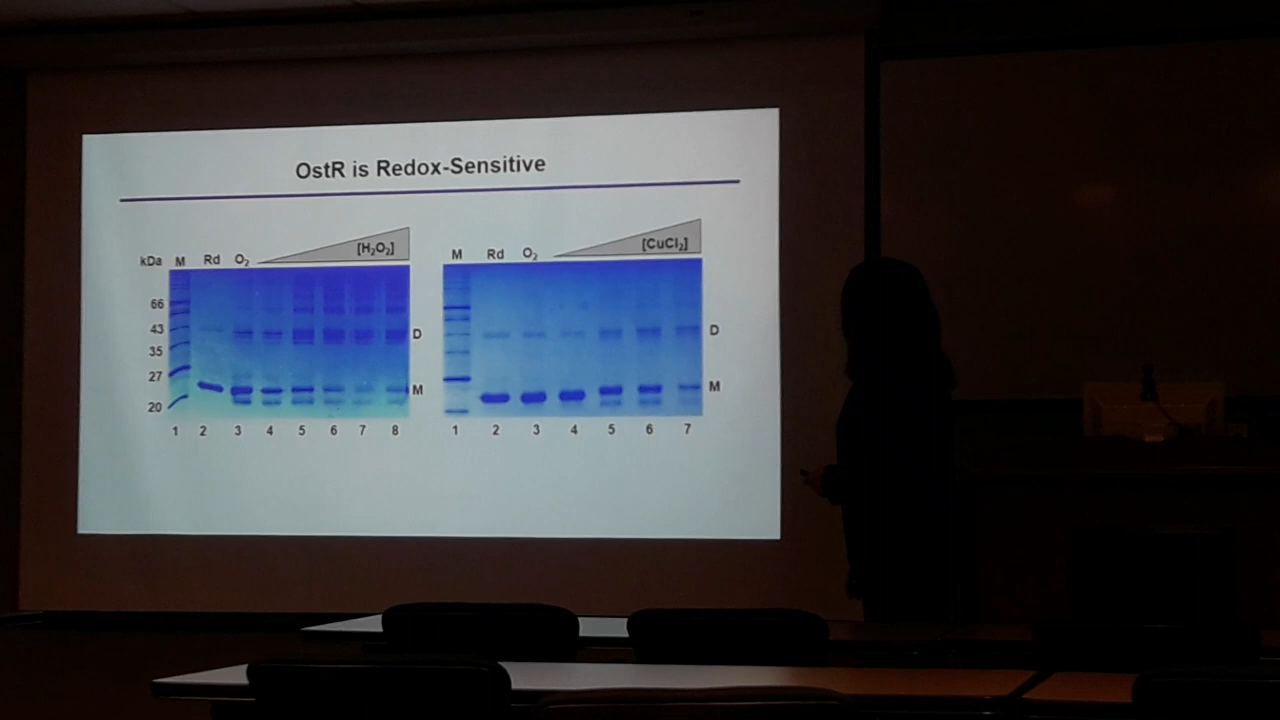 OstR is Redox-Sensitive
[H₂O₂]
kDa M Rd O₂
66
43
35
27
20
D
M
1 2 3 4 5 6 7 8
[CuCl₂]
M Rd O₂
D
M
1 2 3 4 5 6 7